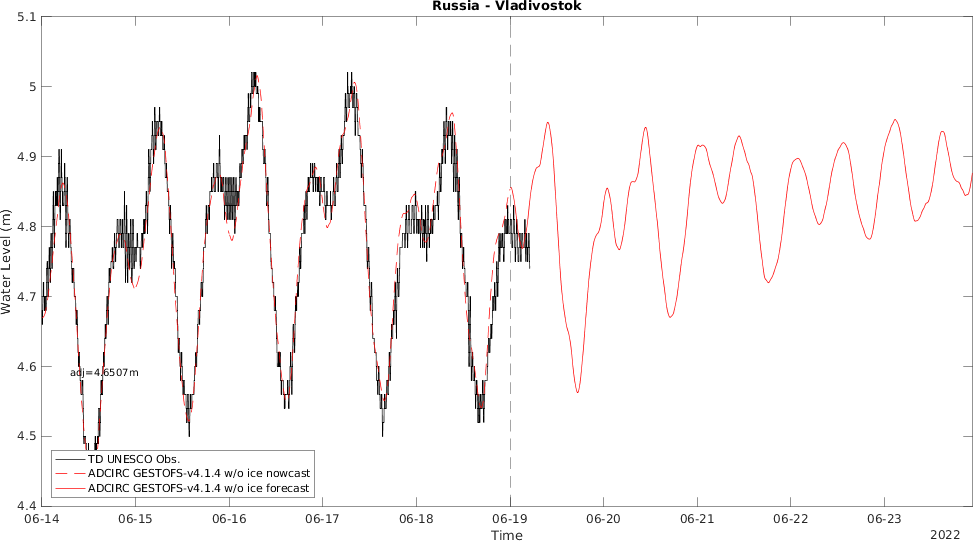 Russia - Vladivostok
5.1
5
4.9
4.8
4.7
4.6
4.5
4.4
Water Level (m)
adj=4.6507m
TD UNESCO Obs.
ADCIRC GESTOFS-v4.1.4 w/o ice nowcast
ADCIRC GESTOFS-v4.1.4 w/o ice forecast
06-14 06-15 06-16 06-17 06-18 06-19 06-20 06-21 06-22 06-23
Time
2022